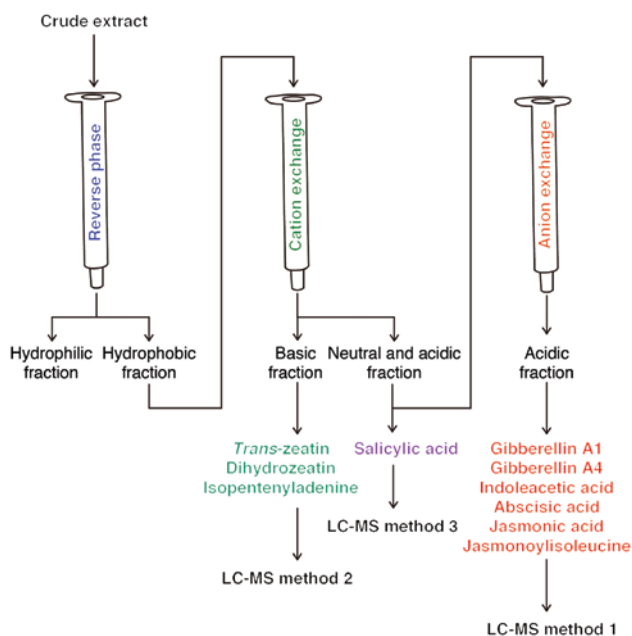 Crude extract
Reverse phase
Cation exchange
Anion exchange
Hydrophilic
fraction
Hydrophobic
fraction
Basic
fraction
Neutral and acidic
fraction
Acidic
fraction
Trans-zeatin
Dihydrozeatin
Isopentenyladenine
Salicylic acid
Gibberellin A1
Gibberellin A4
Indoleacetic acid
Abscisic acid
Jasmonic acid
Jasmonoylisoleucine
LC-MS method 3
LC-MS method 2
LC-MS method 1